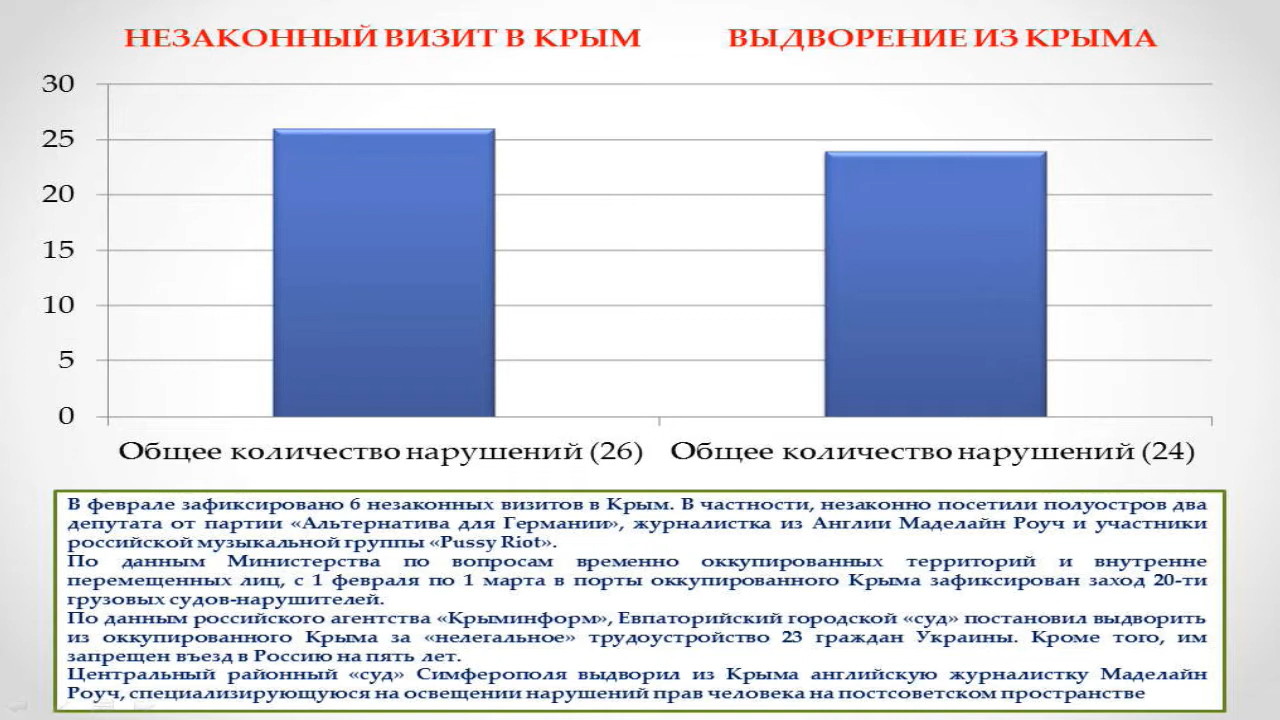 НЕЗАКОННЫЙ ВИЗИТ В КРЫМ
ВЫДВОРЕНИЕ ИЗ КРЫМА
30
25
20
15
10
5
0
Общее количество нарушений (26)
Общее количество нарушений (24)
В феврале зафиксировано 6 незаконных визитов в Крым. В частности, незаконно посетили полуостров два
депутата от партии «Альтернатива для Германии», журналистка из Англии Маделайн Роуч и участники
российской музыкальной группы «Pussy Riot».
По данным Министерства по вопросам временно оккупированных территорий и внутренне
перемещенных лиц, с 1 февраля по 1 марта в порты оккупированного Крыма зафиксирован заход 20-ти
грузовых судов-нарушителей.
По данным российского агентства «Крыминформ», Евпаторийский городской «суд» постановил выдворить
из оккупированного Крыма за «нелегальное» трудоустройство 23 граждан Украины. Кроме того, им
запрещен въезд в Россию на пять лет.
Центральный районный «суд» Симферополя выдворил из Крыма английскую журналистку Маделайн
Роуч, специализирующуюся на освещении нарушений прав человека на постсоветском пространстве